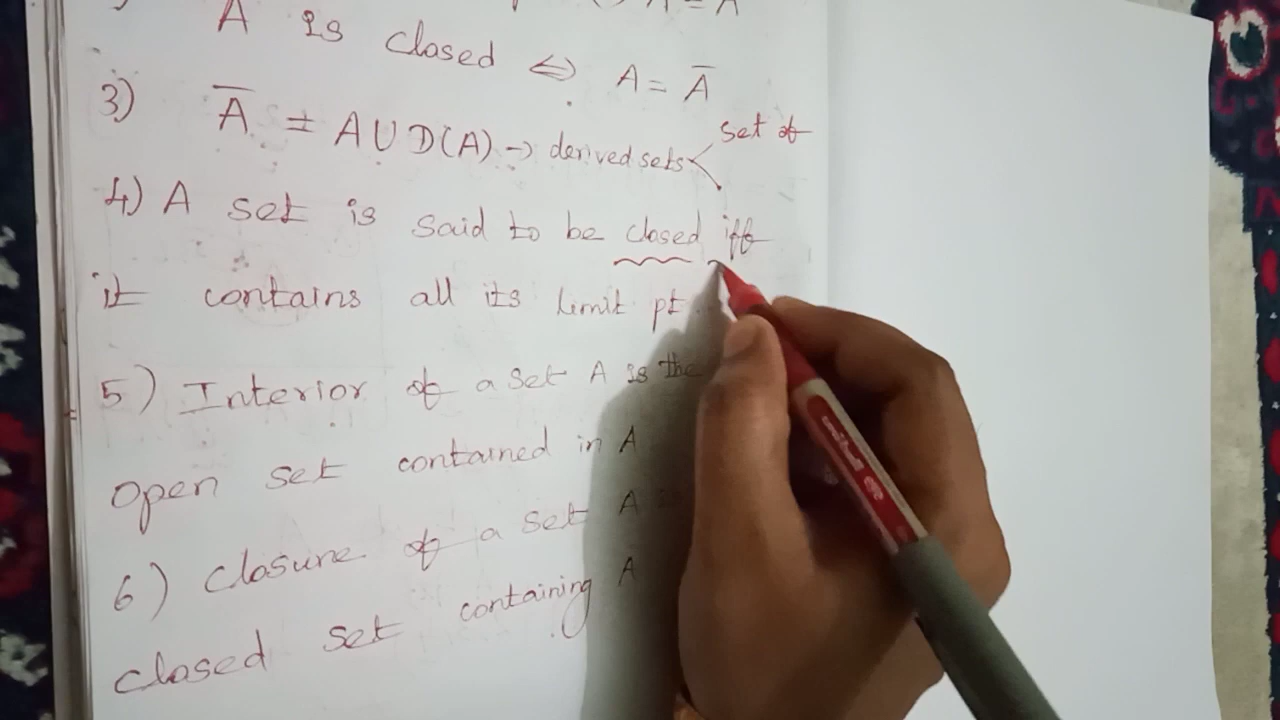 A = A
A is closed ⇔ A = A̅
3) A̅ = A U D(A) → derived sets < set of
4) A set is said to be closed iff
it contains all its limit pt.
5) Interior of a set A is the
open set contained in A
6) closure of a set A is
closed set containing A